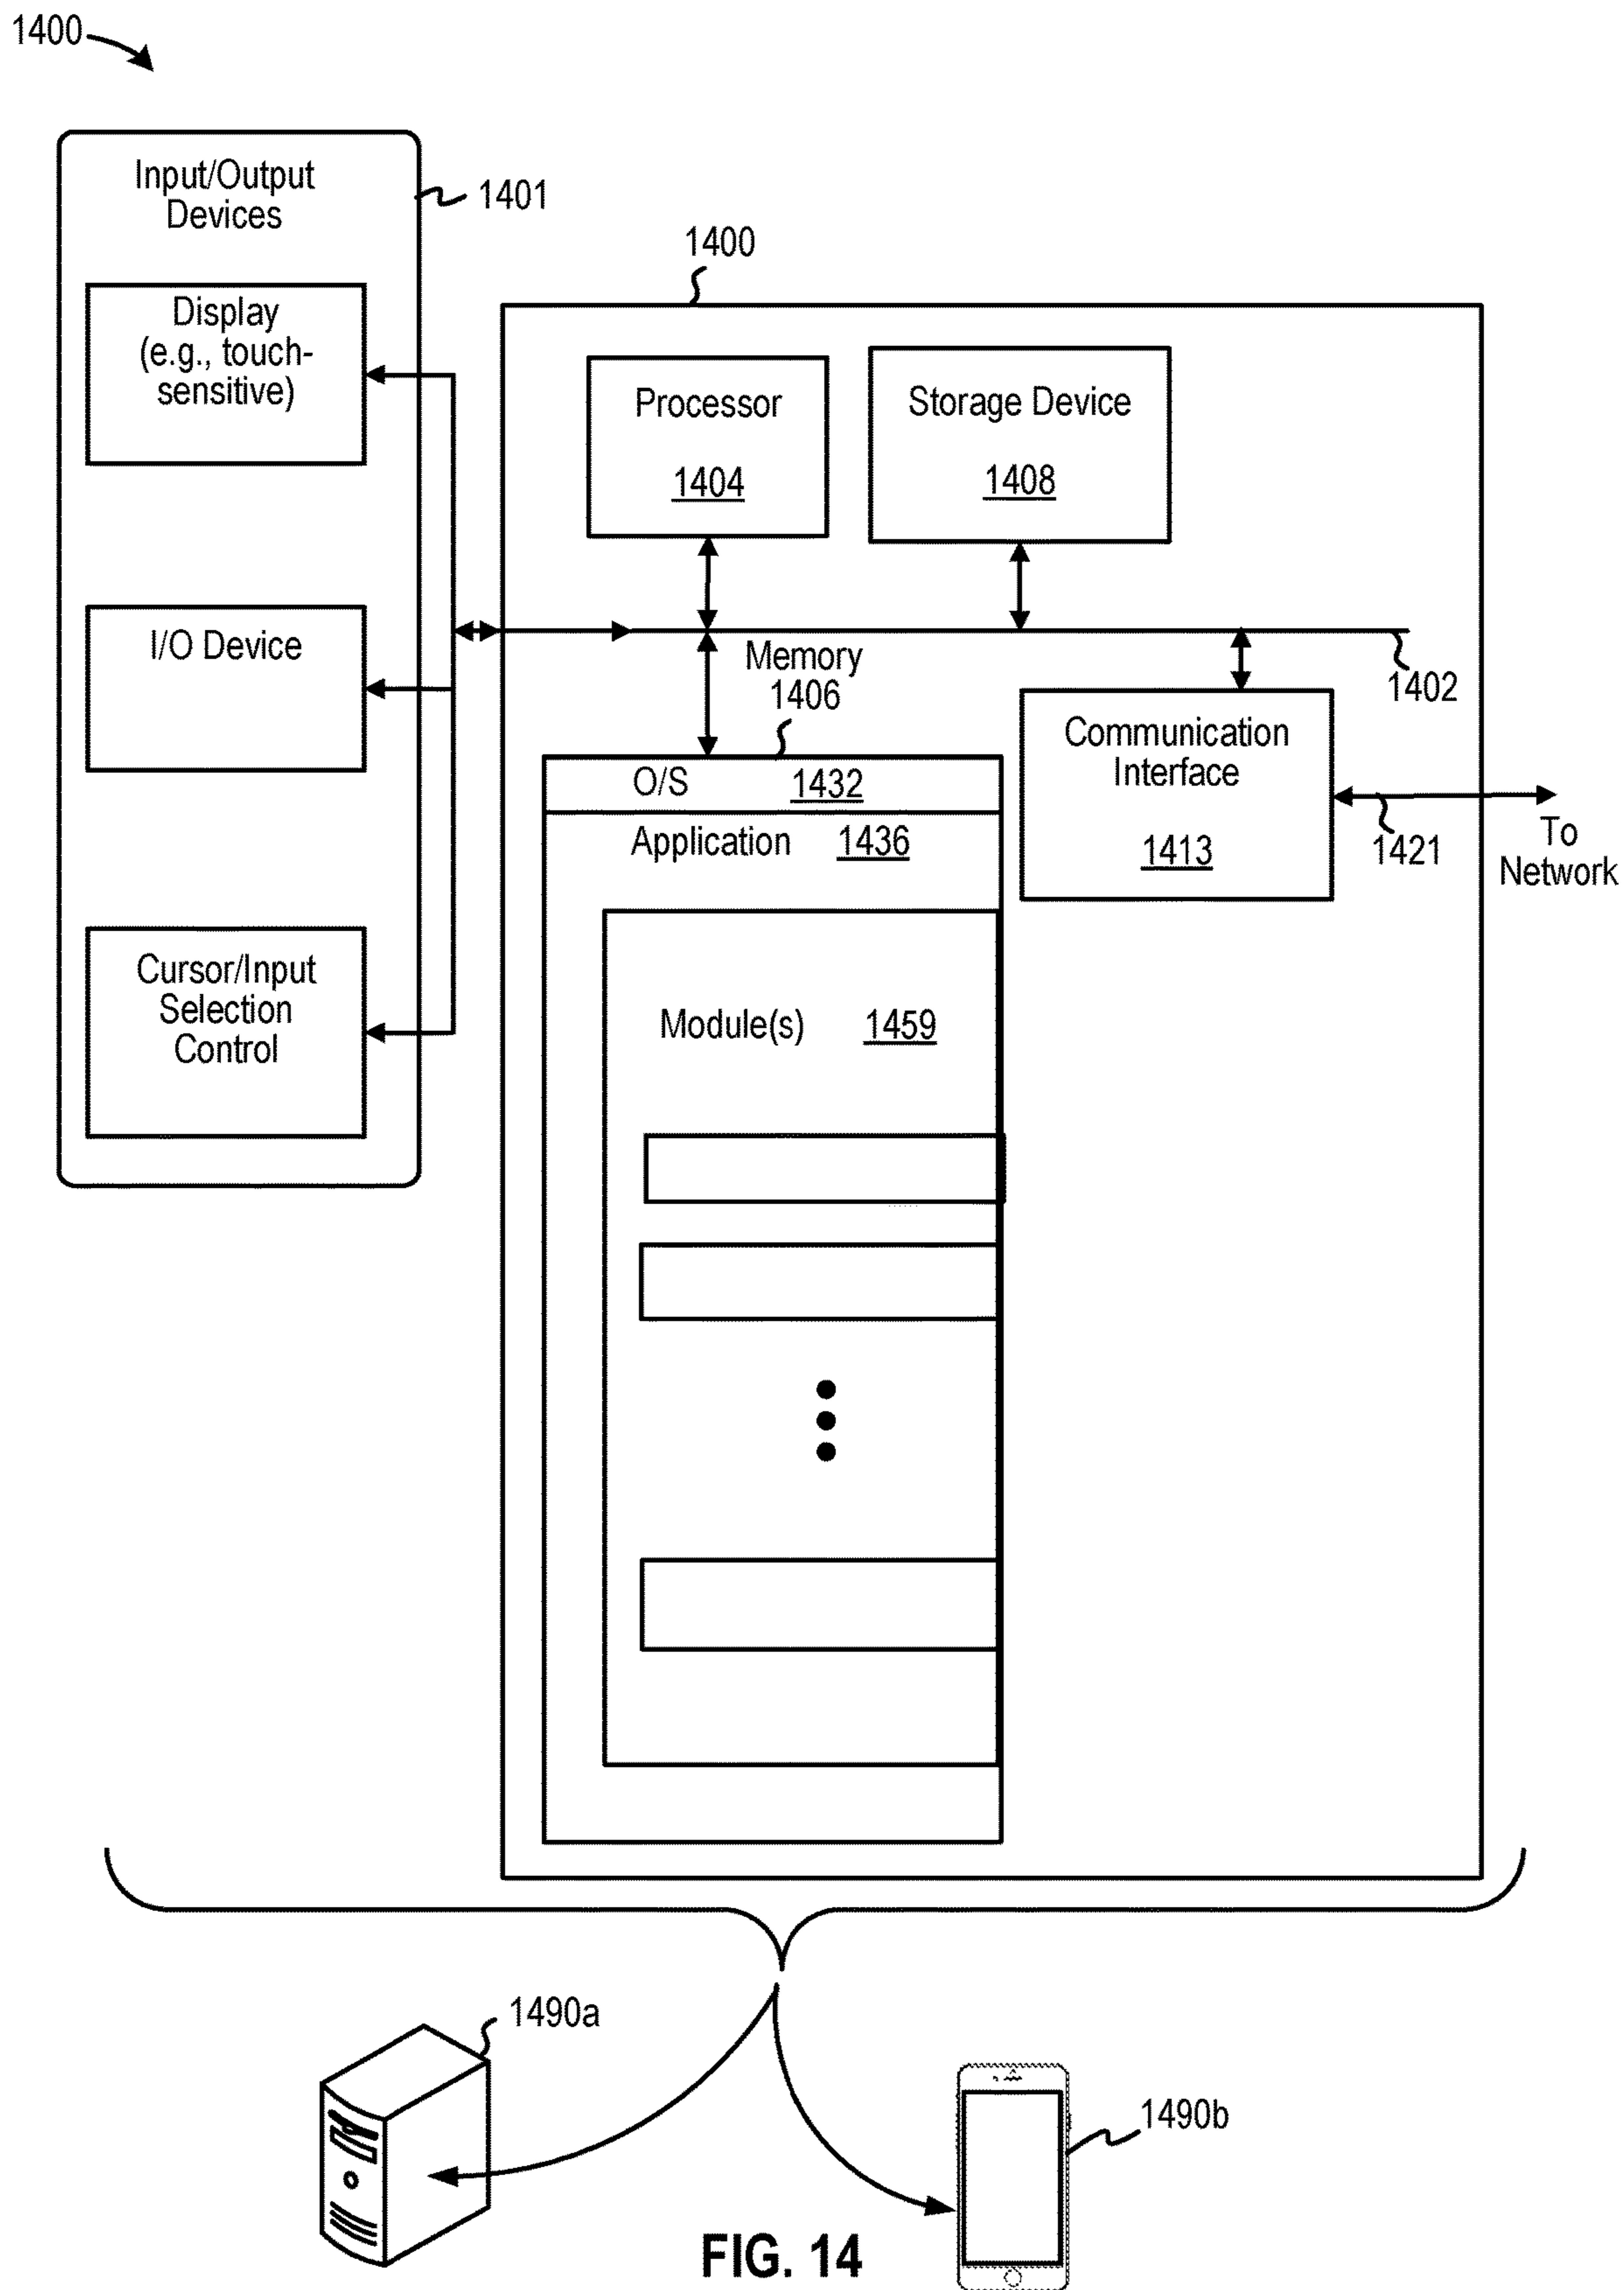 1400
Input/Output
Devices
1401
Display
(e.g., touch-
sensitive)
I/O Device
Cursor/Input
Selection
Control
1400
Processor
1404
Storage Device
1408
1402
Memory
1406
O/S 1432
Application 1436
Module(s) 1459
Communication
Interface
1413
1421
To
Network
1490a
1490b
FIG. 14